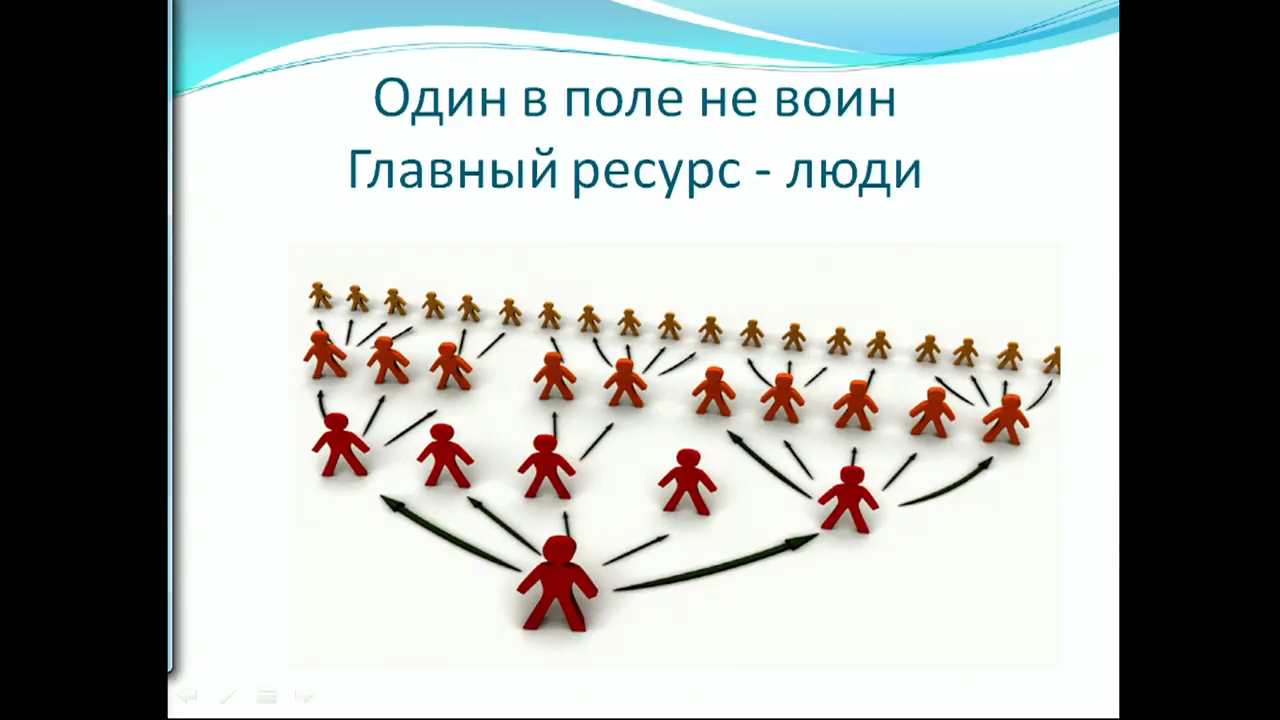 Один в поле не воин
Главный ресурс - люди